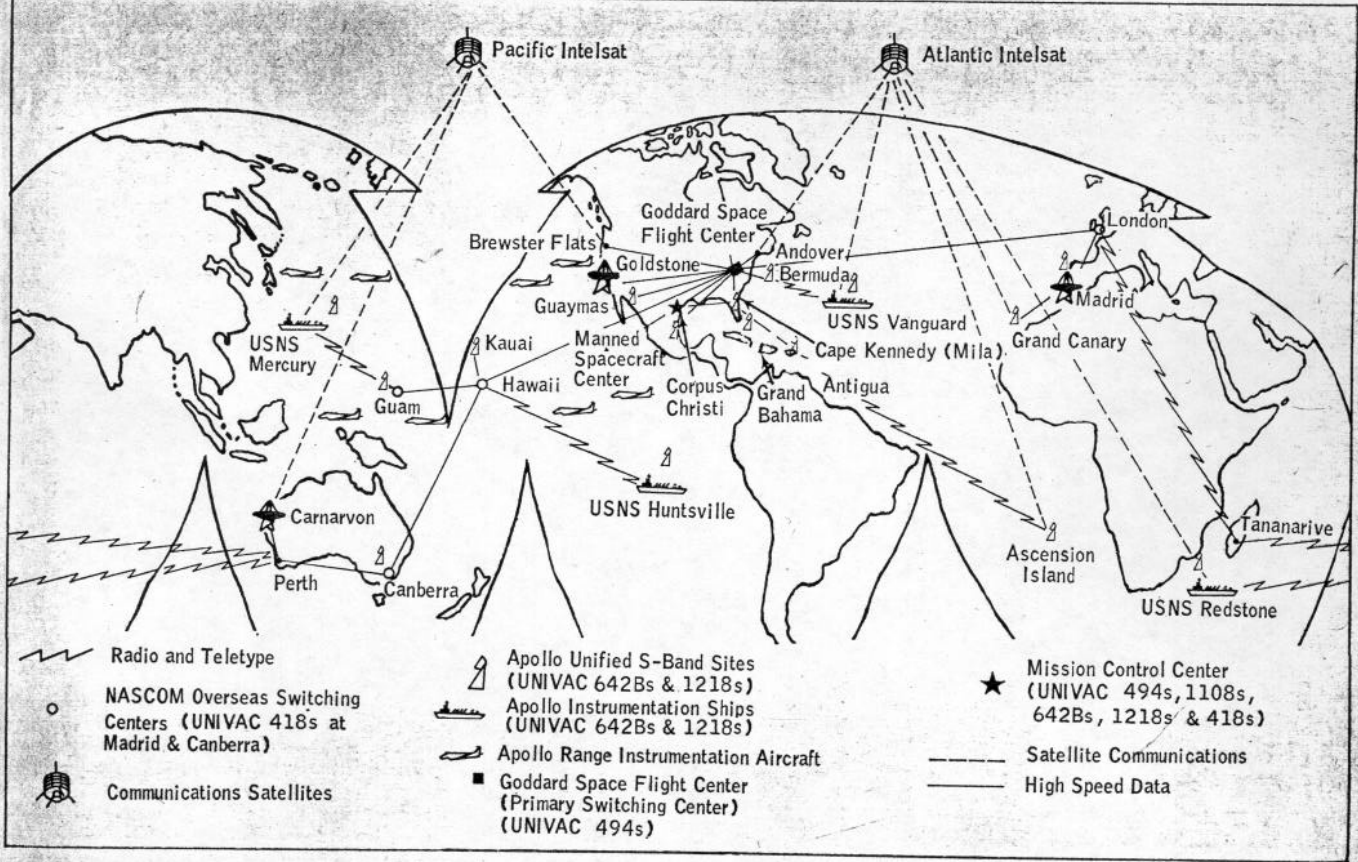 Pacific Intelsat
Atlantic Intelsat
Goddard Space
Flight Center
London
Brewster Flats
Andover
Goldstone
Bermuda
Madrid
Guaymas
USNS Vanguard
Grand Canary
USNS
Mercury
Kauai
Manned
Spacecraft
Center
Cape Kennedy (Mila)
Hawaii
Corpus
Christi
Grand
Bahama
Antigua
Guam
USNS Huntsville
Carnarvon
Tananarive
Ascension
Island
Perth
Canberra
USNS Redstone
Radio and Teletype
NASCOM Overseas Switching
Centers (UNIVAC 418s at
Madrid & Canberra)
Communications Satellites
Apollo Unified S-Band Sites
(UNIVAC 642Bs & 1218s)
Apollo Instrumentation Ships
(UNIVAC 642Bs & 1218s)
Apollo Range Instrumentation Aircraft
Goddard Space Flight Center
(Primary Switching Center)
(UNIVAC 494s)
Mission Control Center
(UNIVAC 494s, 1108s,
642Bs, 1218s & 418s)
Satellite Communications
High Speed Data